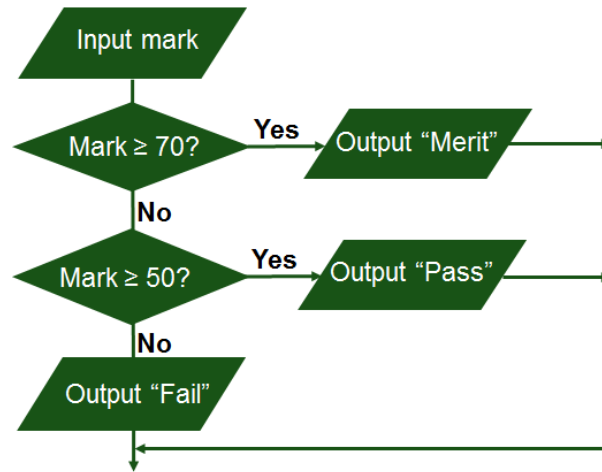 Input mark
Mark ≥ 70?
Yes
Output “Merit”
No
Mark ≥ 50?
Yes
Output “Pass”
No
Output “Fail”